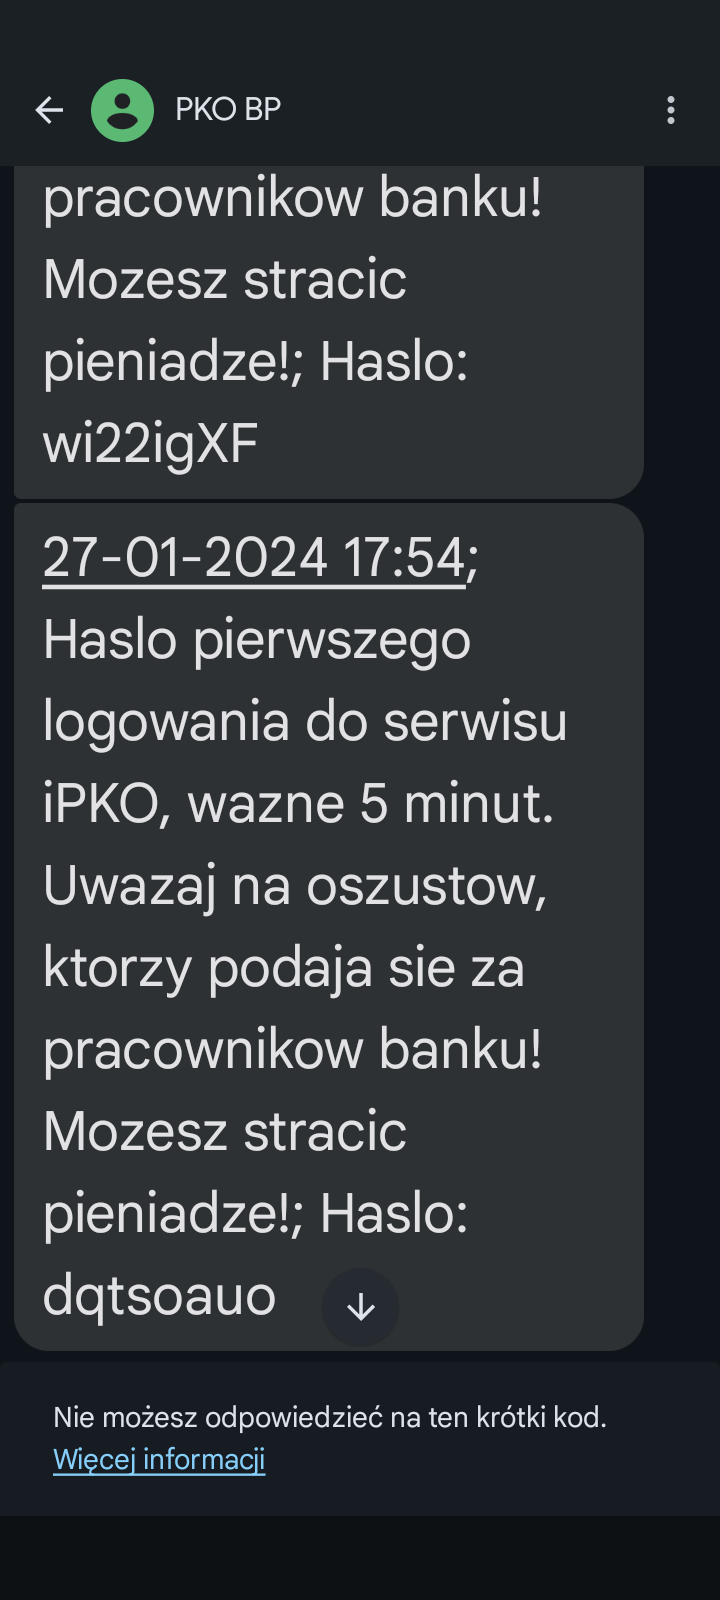 PKO BP
pracownikow banku!
Mozesz stracic
pieniadze!; Haslo:
wi22igXF
27-01-2024 17:54;
Haslo pierwszego
logowania do serwisu
iPKO, wazne 5 minut.
Uwazaj na oszustow,
ktorzy podaja sie za
pracownikow banku!
Mozesz stracic
pieniadze!; Haslo:
dqtsoauo
Nie możesz odpowiedzieć na ten krótki kod.
Więcej informacji